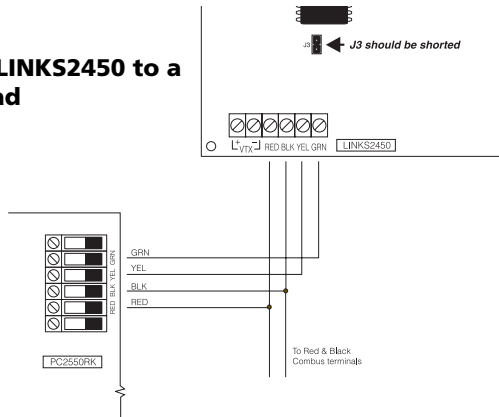 J3
J3 should be shorted
LINKS2450 to a
nd
+ −
VTX RED BLK YEL GRN
LINKS2450
GRN
YEL
BLK
RED
RED BLK YEL GRN
To Red & Black
Combus terminals
PC2550RK